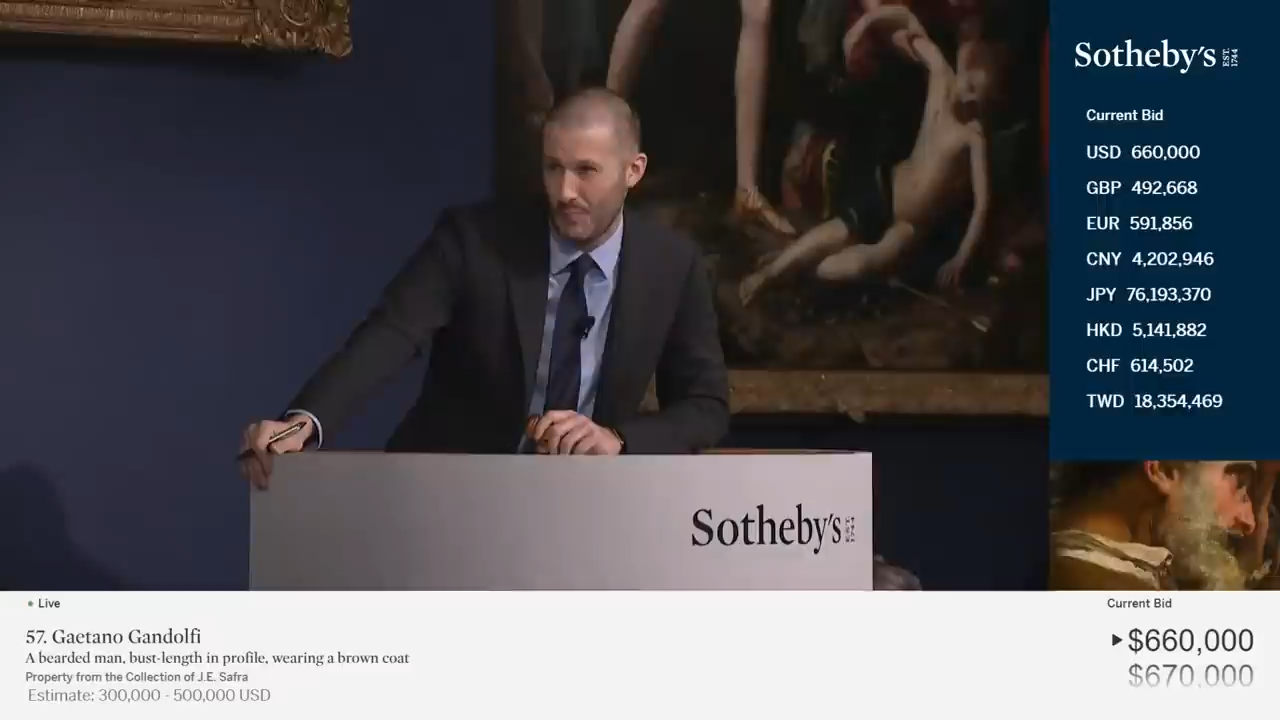 Sotheby's EST. 1744
Current Bid
USD 660,000
GBP 492,668
EUR 591,856
CNY 4,202,946
JPY 76,193,370
HKD 5,141,882
CHF 614,502
TWD 18,354,469
Sotheby's EST. 1744
Live
57. Gaetano Gandolfi
A bearded man, bust-length in profile, wearing a brown coat
Property from the Collection of J.E. Safra
Estimate: 300,000 - 500,000 USD
Current Bid
$660,000
$670,000